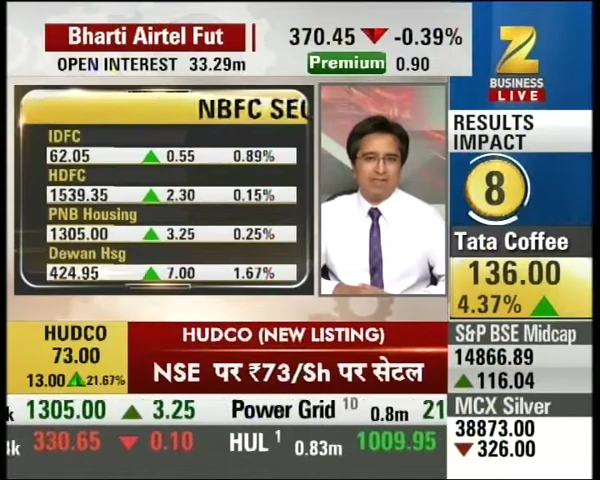 Bharti Airtel Fut
OPEN INTEREST 33.29m
370.45 -0.39%
Premium 0.90
Z
BUSINESS
LIVE
NBFC
IDFC
62.05 0.55 0.89%
HDFC
1539.35 2.30 0.15%
PNB Housing
1305.00 3.25 0.25%
Dewan Hsg
424.95 7.00 1.67%
RESULTS
IMPACT
8
Tata Coffee
136.00
4.37%
HUDCO
73.00
13.00 21.67%
HUDCO (NEW LISTING)
NSE पर ₹73/Sh पर सेटल
S&P BSE Midcap
14866.89
116.04
MCX Silver
38873.00
326.00
k 1305.00 3.25 Power Grid 10 0.8m 21
k 330.65 0.10 HUL 1 0.83m 1009.95